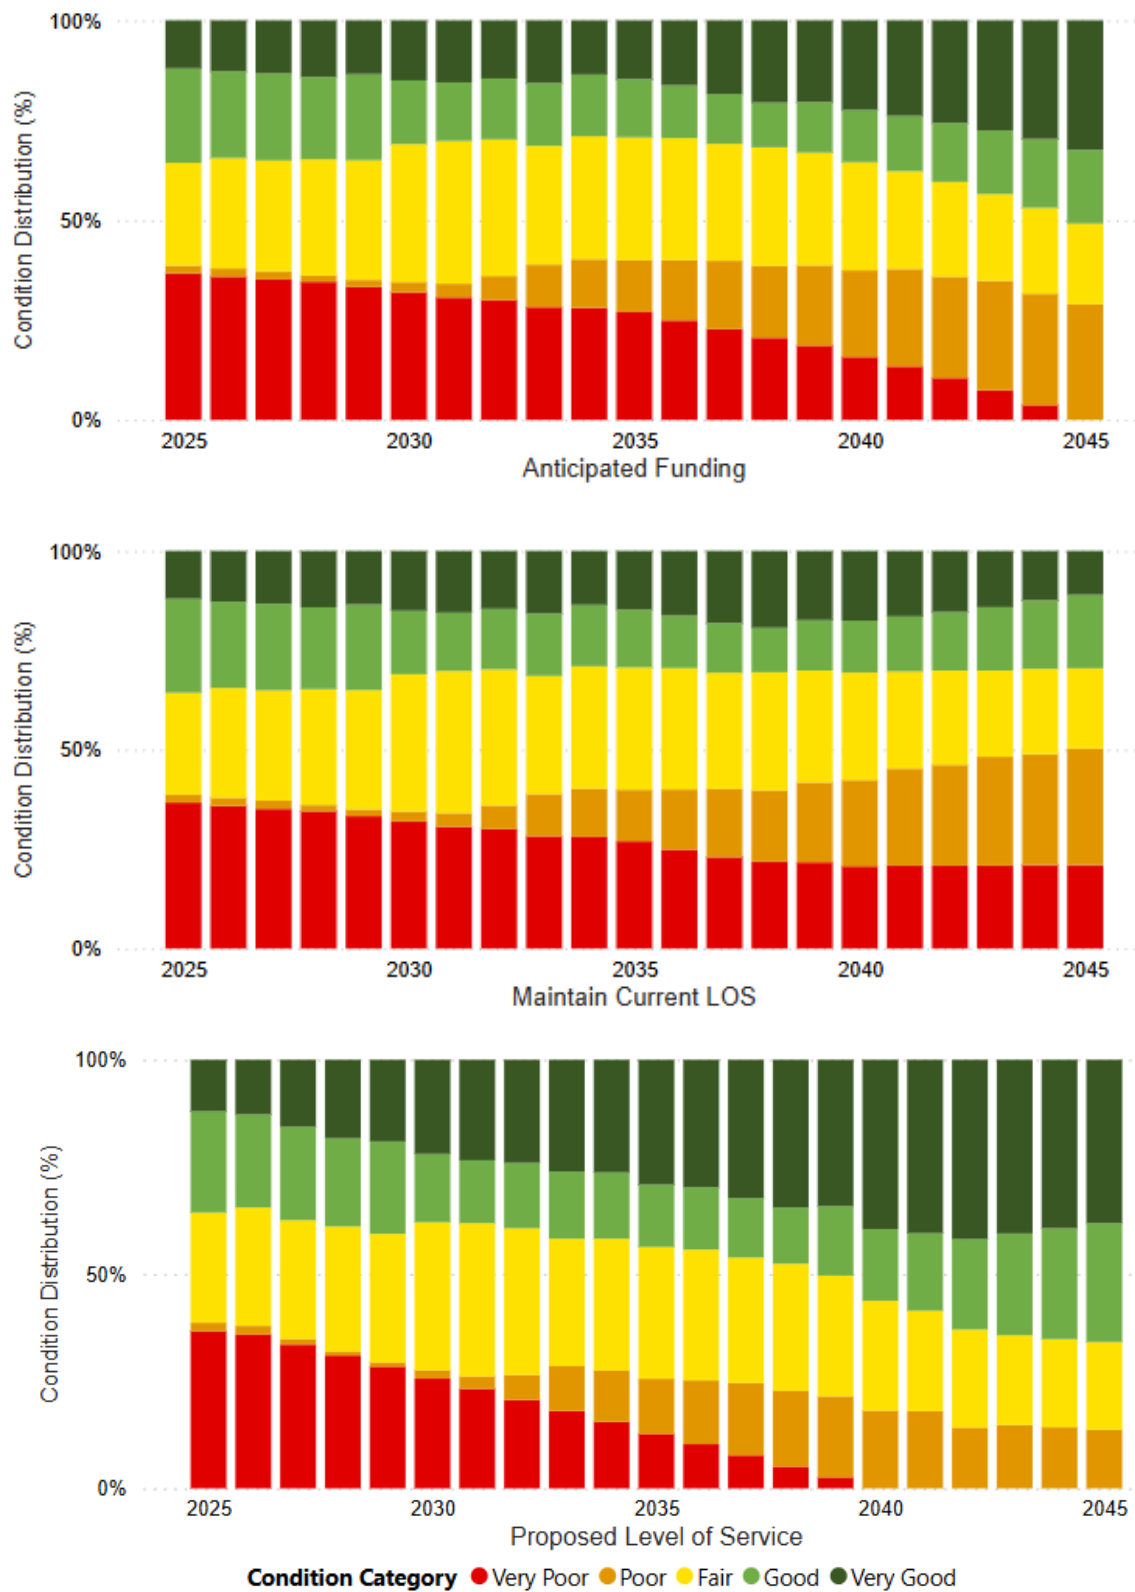 100%
50%
0%
Condition Distribution (%)
2025 2030 2035 2040 2045
Anticipated Funding
100%
50%
0%
Condition Distribution (%)
2025 2030 2035 2040 2045
Maintain Current LOS
100%
50%
0%
Condition Distribution (%)
2025 2030 2035 2040 2045
Proposed Level of Service
Condition Category Very Poor Poor Fair Good Very Good